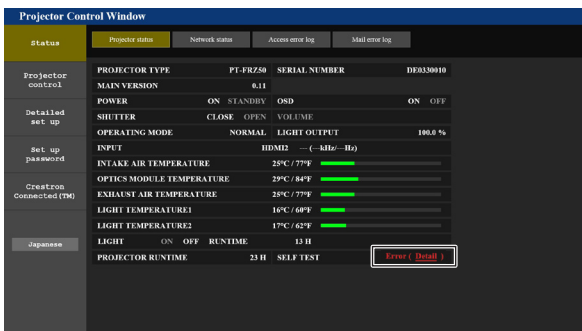 Projector Control Window
Status
Projector status Network status Access error log Mail error log
PROJECTOR TYPE PT-FRZ50 SERIAL NUMBER DE0330010
MAIN VERSION 0.11
POWER ON STANDBY OSD ON OFF
SHUTTER CLOSE OPEN VOLUME
OPERATING MODE NORMAL LIGHT OUTPUT 100.0 %
INPUT HDMI2 ---(---kHz/---Hz)
INTAKE AIR TEMPERATURE 25°C / 77°F
OPTICS MODULE TEMPERATURE 29°C / 84°F
EXHAUST AIR TEMPERATURE 25°C / 77°F
LIGHT TEMPERATURE1 16°C / 60°F
LIGHT TEMPERATURE2 17°C / 62°F
LIGHT ON OFF RUNTIME 13 H
PROJECTOR RUNTIME 23 H SELF TEST Error ( Detail )
Projector
control
Detailed
set up
Set up
password
Crestron
Connected(TM)
Japanese